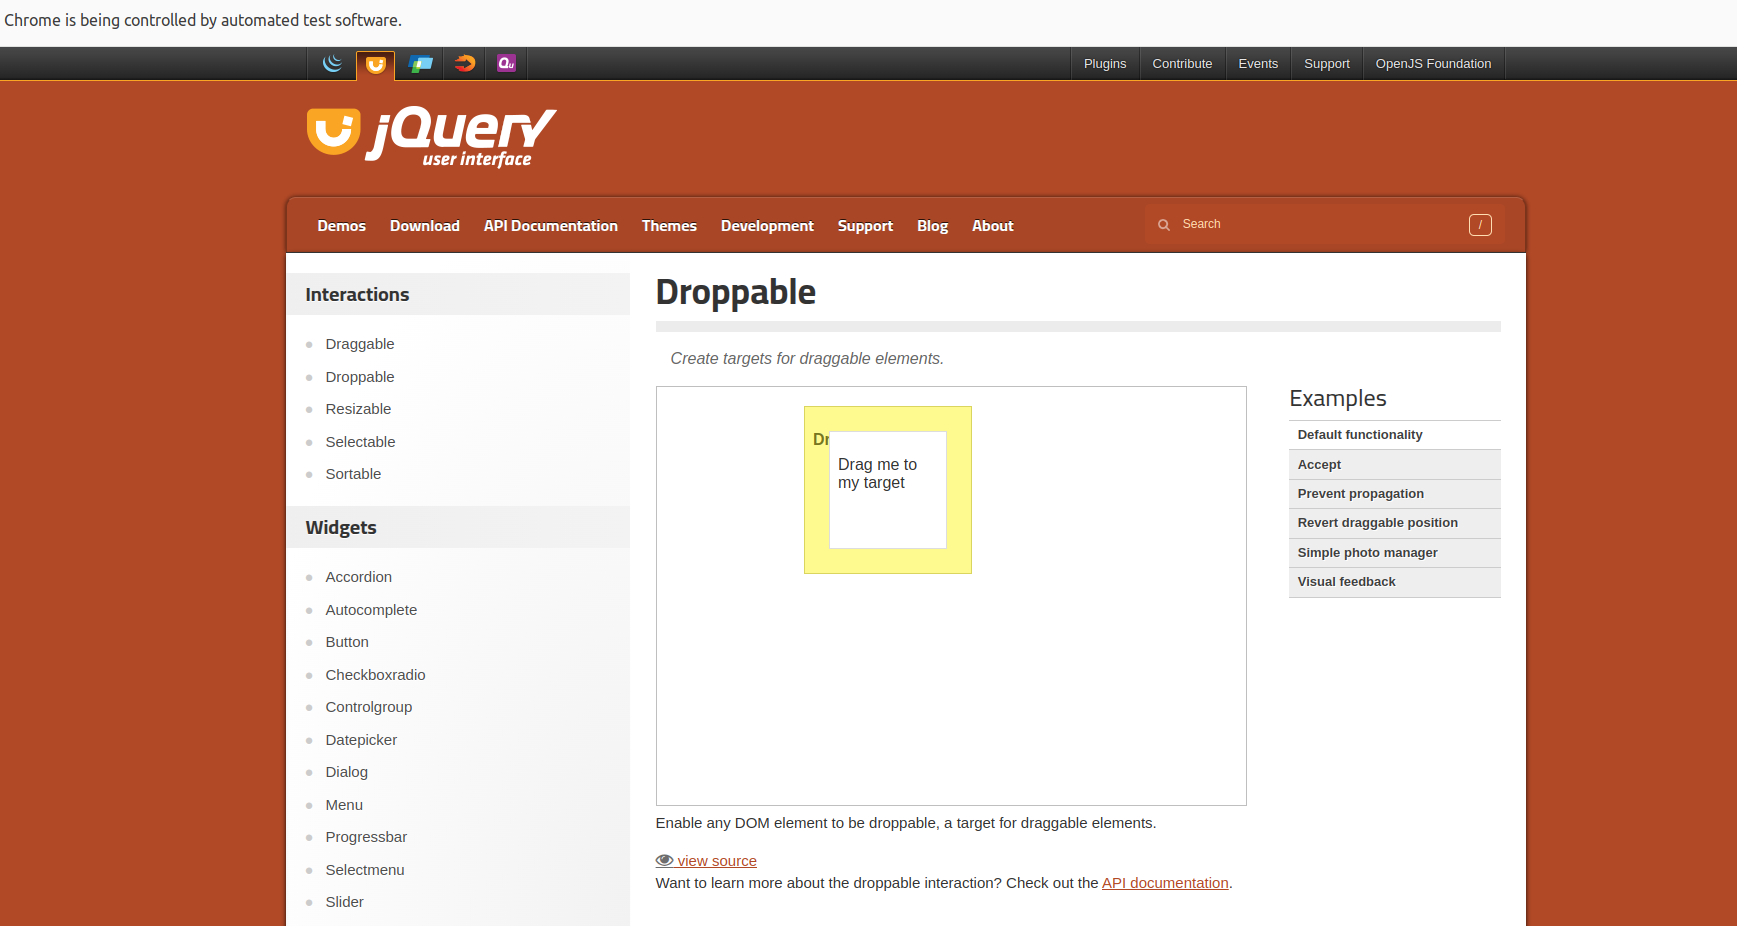 Chrome is being controlled by automated test software.
Qu
Plugins
Contribute
Events
Support
OpenJS Foundation
jQuery
user interface
Demos
Download
API Documentation
Themes
Development
Support
Blog
About
Search
/
Interactions
Draggable
Droppable
Resizable
Selectable
Sortable
Widgets
Accordion
Autocomplete
Button
Checkboxradio
Controlgroup
Datepicker
Dialog
Menu
Progressbar
Selectmenu
Slider
Droppable
Create targets for draggable elements.
Dr
Drag me to
my target
Enable any DOM element to be droppable, a target for draggable elements.
view source
Want to learn more about the droppable interaction? Check out the API documentation.
Examples
Default functionality
Accept
Prevent propagation
Revert draggable position
Simple photo manager
Visual feedback